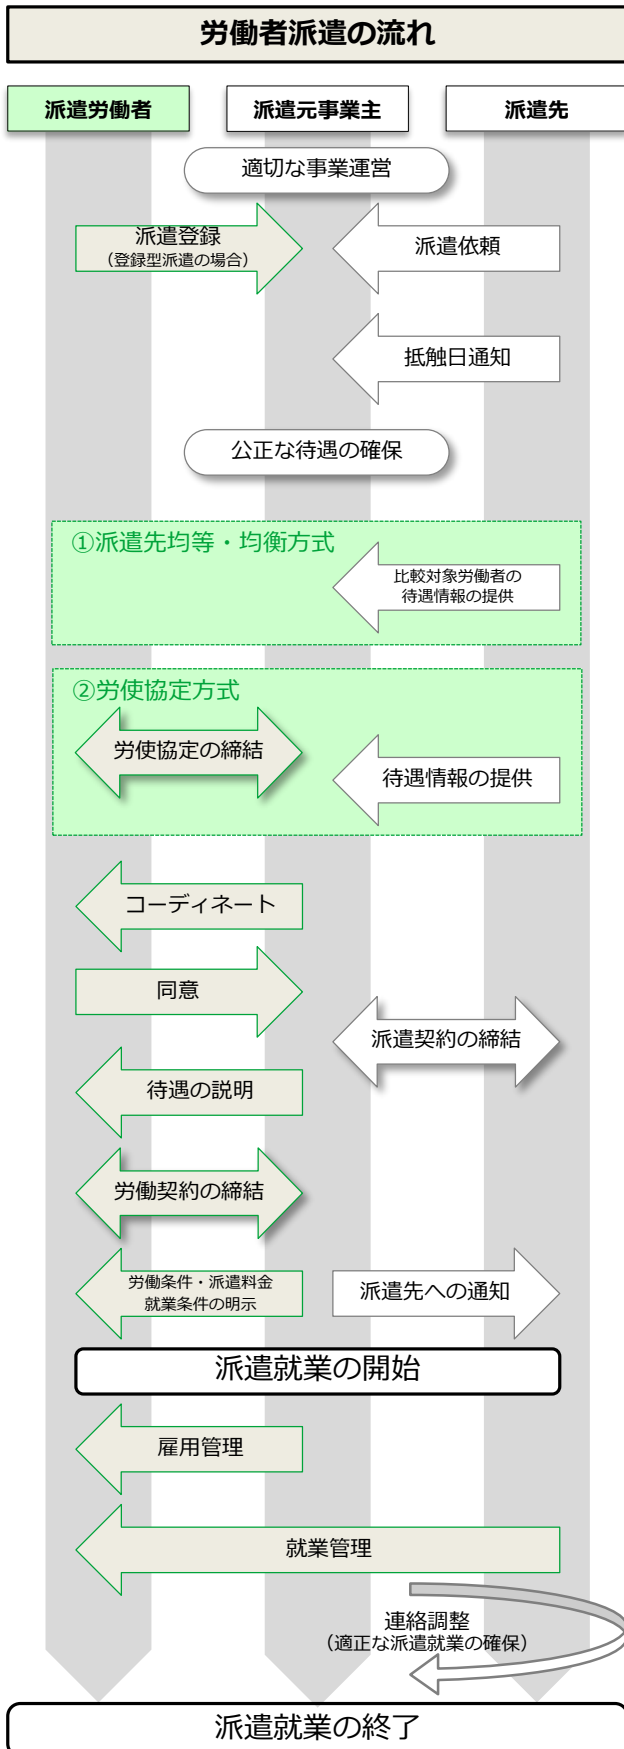 労働者派遣の流れ
派遣労働者
派遣元事業主
派遣先
適切な事業運営
派遣登録
（登録型派遣の場合）
派遣依頼
抵触日通知
公正な待遇の確保
①派遣先均等・均衡方式
比較対象労働者の
待遇情報の提供
②労使協定方式
労使協定の締結
待遇情報の提供
コーディネート
同意
派遣契約の締結
待遇の説明
労働契約の締結
労働条件・派遣料金
就業条件の明示
派遣先への通知
派遣就業の開始
雇用管理
就業管理
連絡調整
（適正な派遣就業の確保）
派遣就業の終了